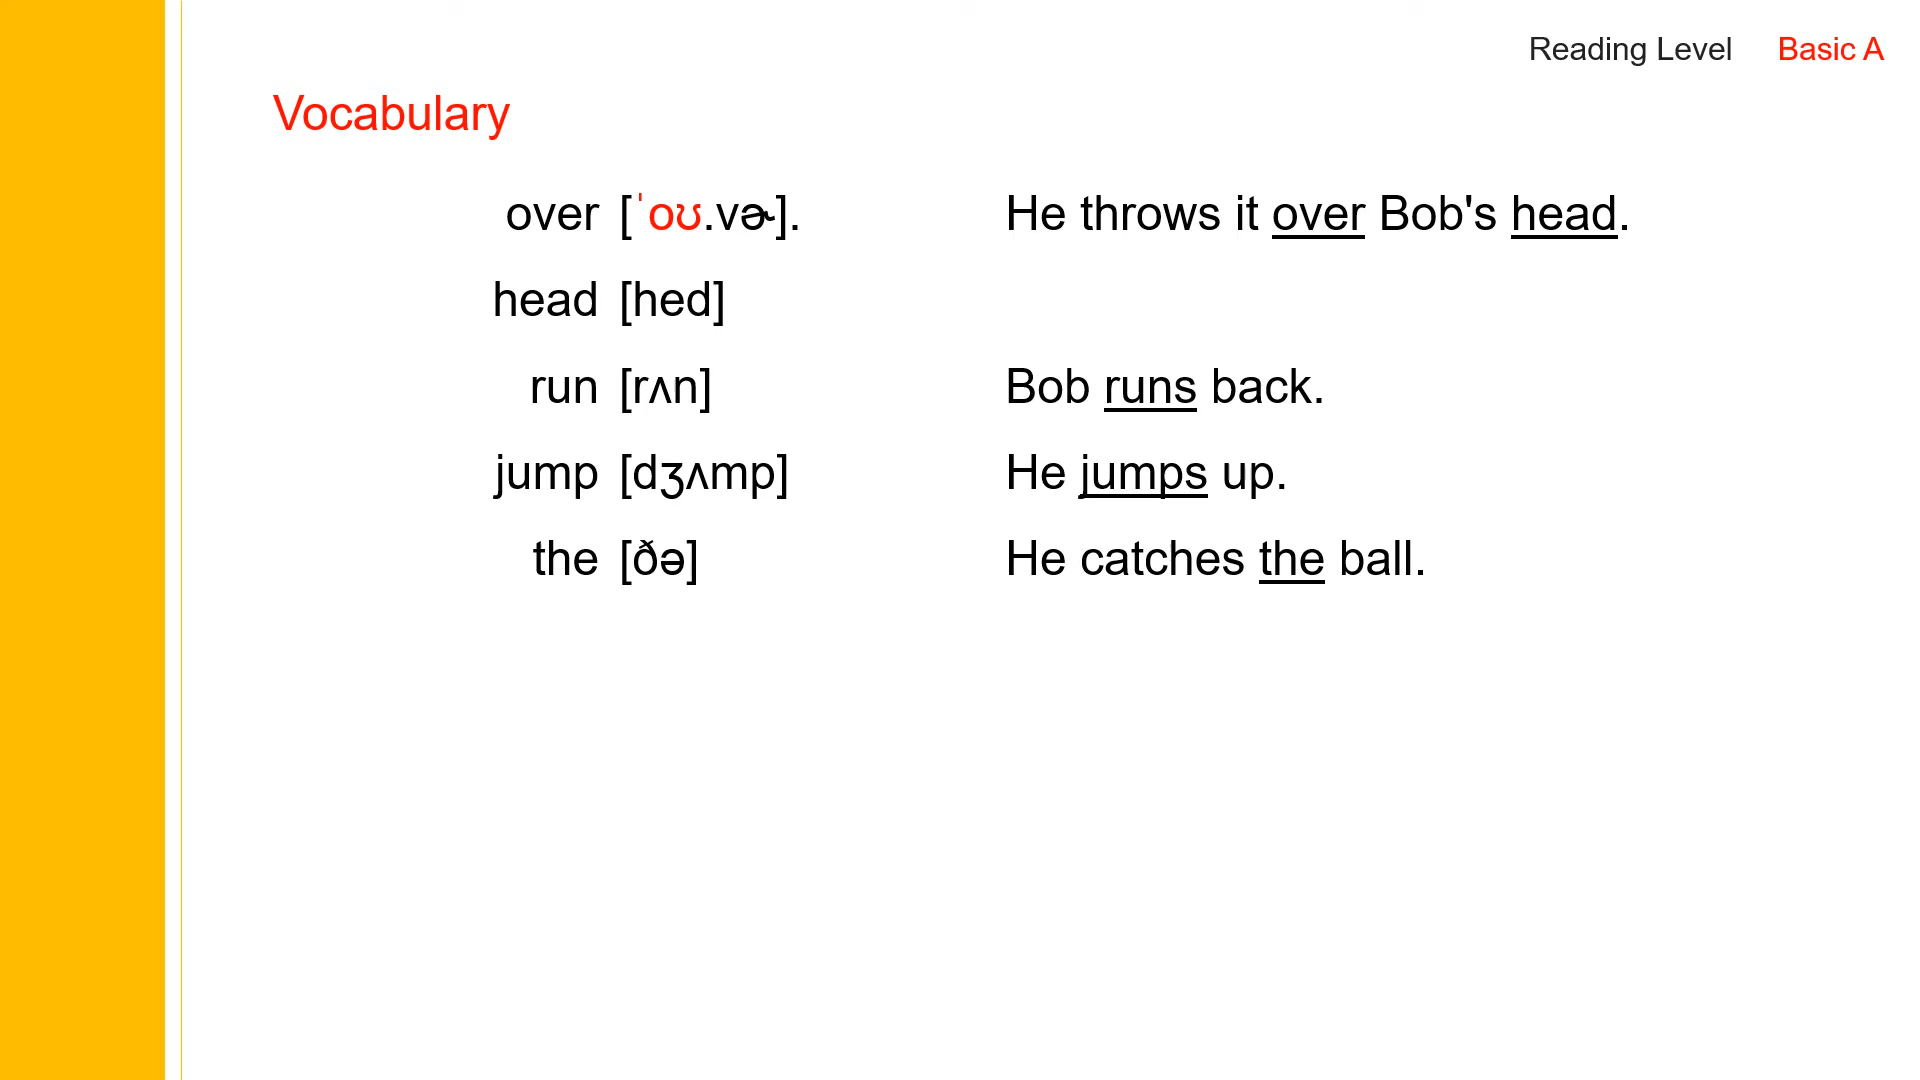 Reading Level Basic A
Vocabulary
over [ˈoʊ.vɚ]. He throws it over Bob's head.
head [hed]
run [rʌn] Bob runs back.
jump [dʒʌmp] He jumps up.
the [ðə] He catches the ball.